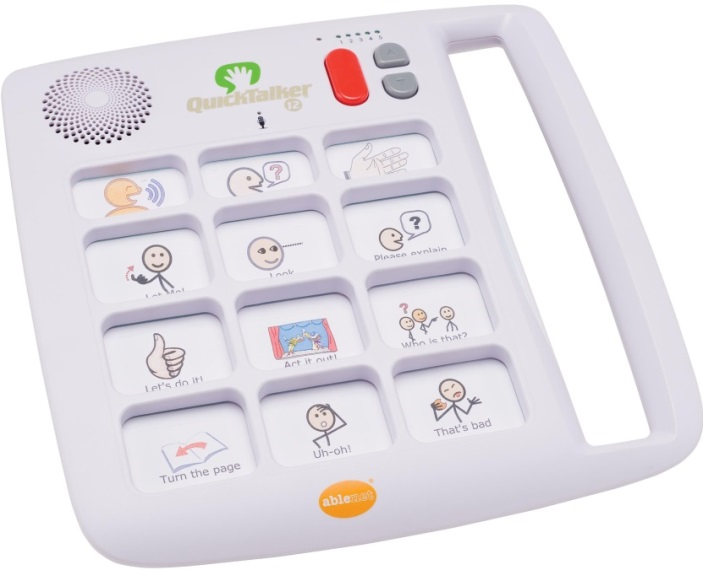 1 2 3 4 5
QuickTalker
12
?
Let Me!
Look
?
Please explain
Let's do it!
Act it out!
?
Who is that?
Turn the page
Uh-oh!
That's bad
ablenet